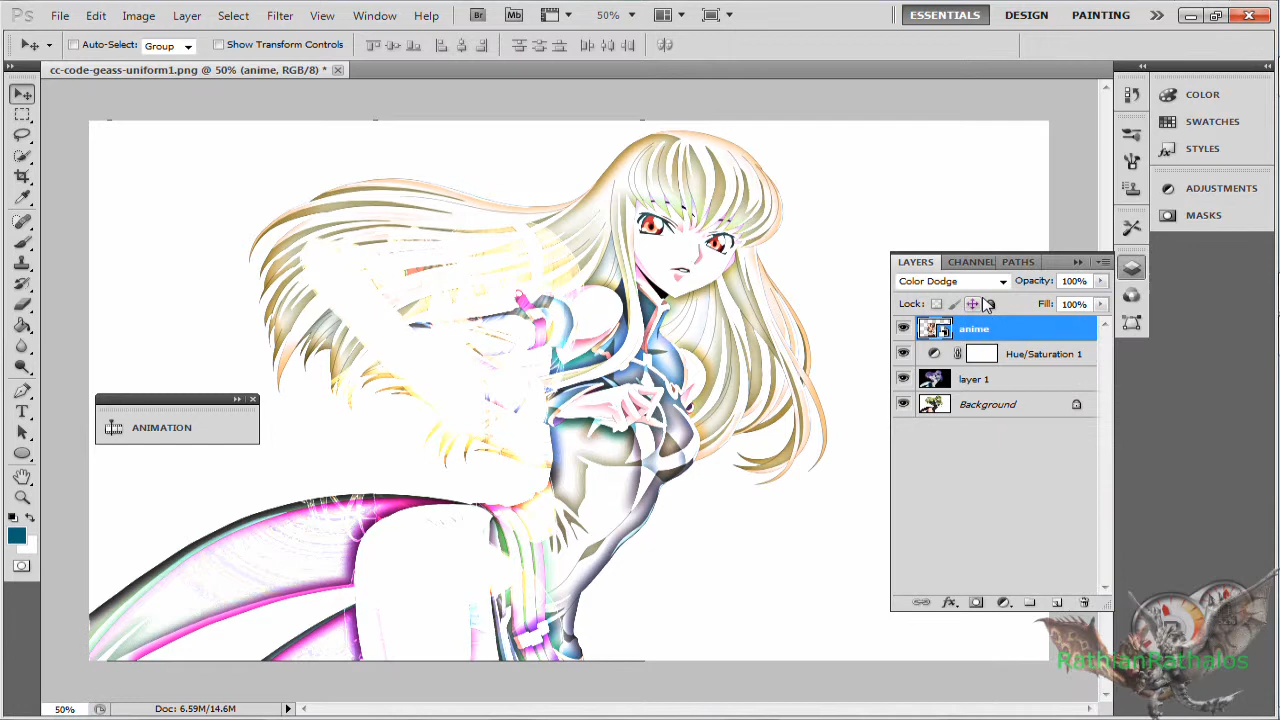 Ps File Edit Image Layer Select Filter Analysis View Window Help Br Mb 50% ESSENTIALS DESIGN PAINTING
Auto-Select: Group Show Transform Controls
cc-code-geass-uniform1.png @ 50% (anime, RGB/8) *
COLOR
SWATCHES
STYLES
ADJUSTMENTS
MASKS
LAYERS CHANNEL PATHS
Color Dodge Opacity: 100%
Lock: Fill: 100%
anime
Hue/Saturation 1
layer 1
Background
ANIMATION
RathianRathalos
50% Doc: 6.59M/14.6M